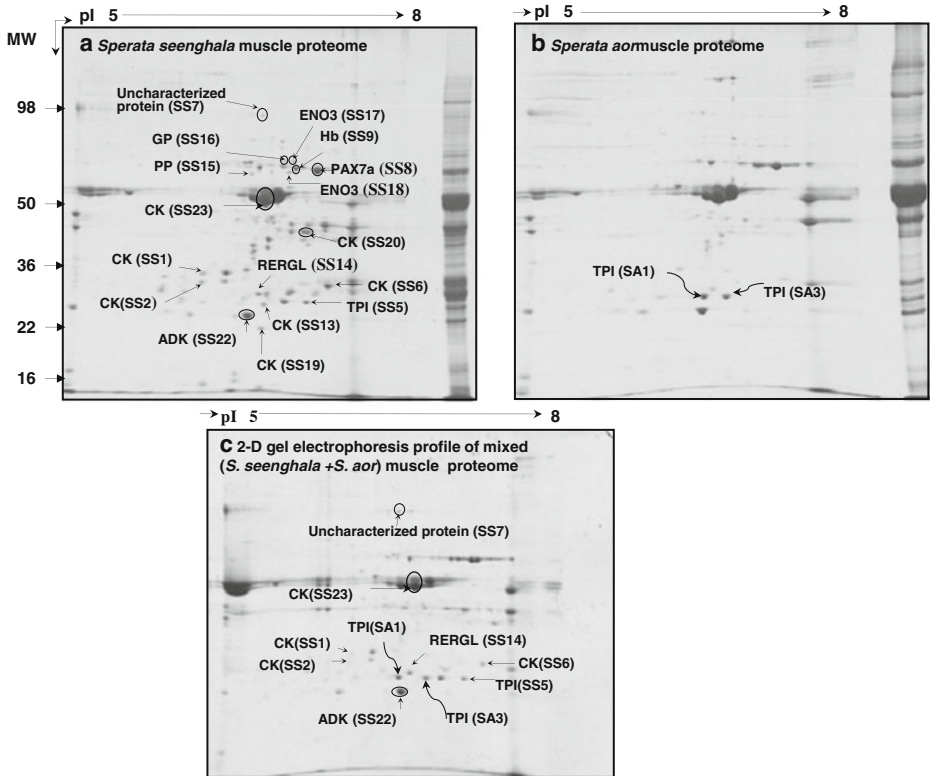 pI 5 8
pI 5 8
MW
a Sperata seenghala muscle proteome
b Sperata aormuscle proteome
Uncharacterized
protein (SS7)
98
ENO3 (SS17)
GP (SS16)
Hb (SS9)
PP (SS15)
PAX7a (SS8)
ENO3 (SS18)
50
CK (SS23)
CK (SS20)
36
CK (SS1)
RERGL (SS14)
CK (SS6)
CK(SS2)
TPI (SS5)
22
ADK (SS22)
CK (SS13)
CK (SS19)
16
TPI (SA1)
TPI (SA3)
pI 5 8
c 2-D gel electrophoresis profile of mixed
(S. seenghala +S. aor) muscle proteome
Uncharacterized protein (SS7)
CK(SS23)
TPI(SA1)
CK(SS1)
RERGL (SS14)
CK(SS2)
CK(SS6)
TPI(SS5)
ADK (SS22)
TPI (SA3)